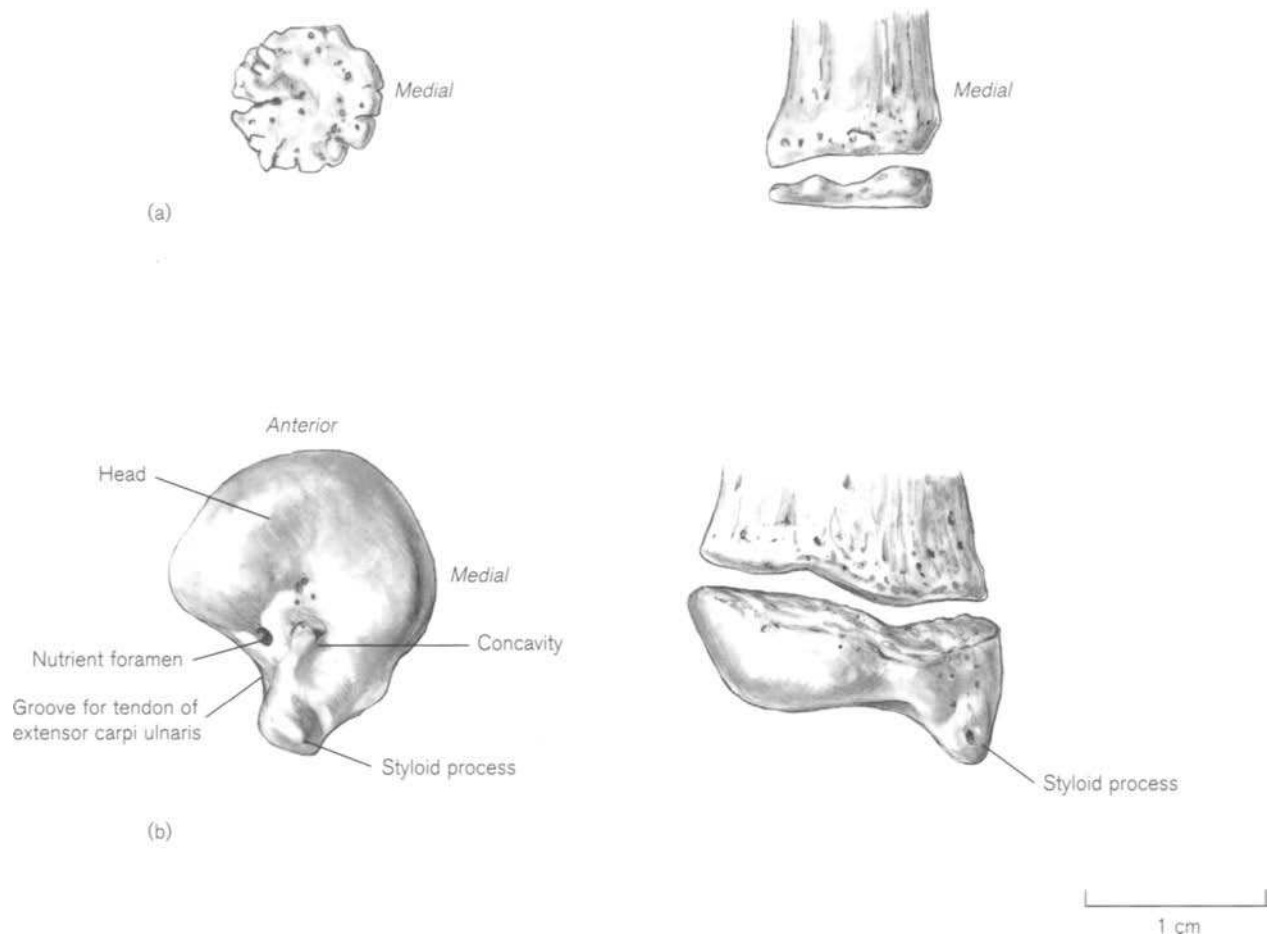 Medial
Medial
(a)
Anterior
Head
Medial
Nutrient foramen
Concavity
Groove for tendon of
extensor carpi ulnaris
Styloid process
Styloid process
(b)
1 cm